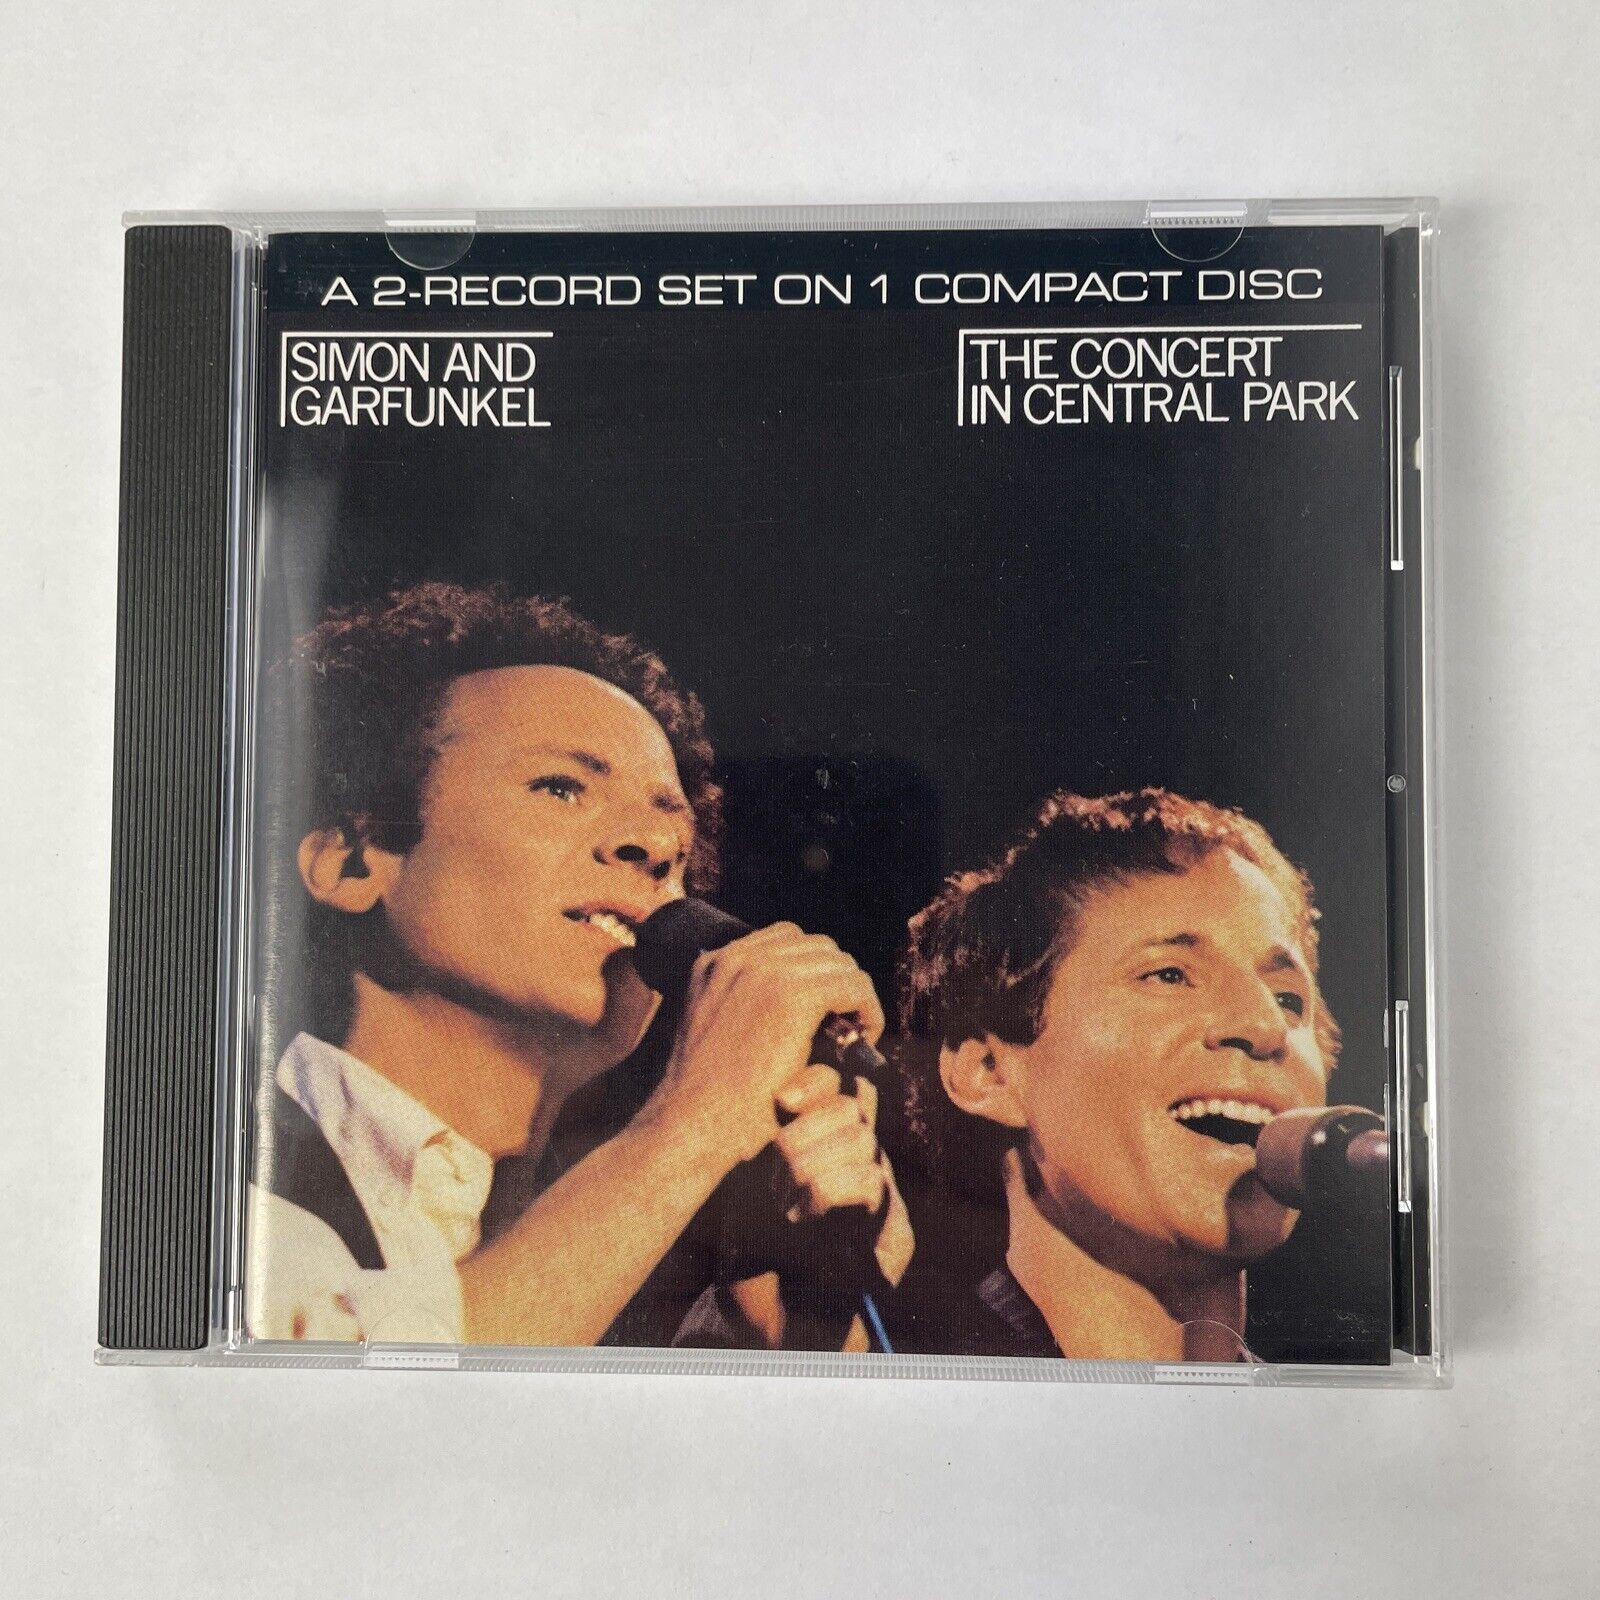 A 2-RECORD SET ON 1 COMPACT DISC
SIMON AND
GARFUNKEL
THE CONCERT
IN CENTRAL PARK